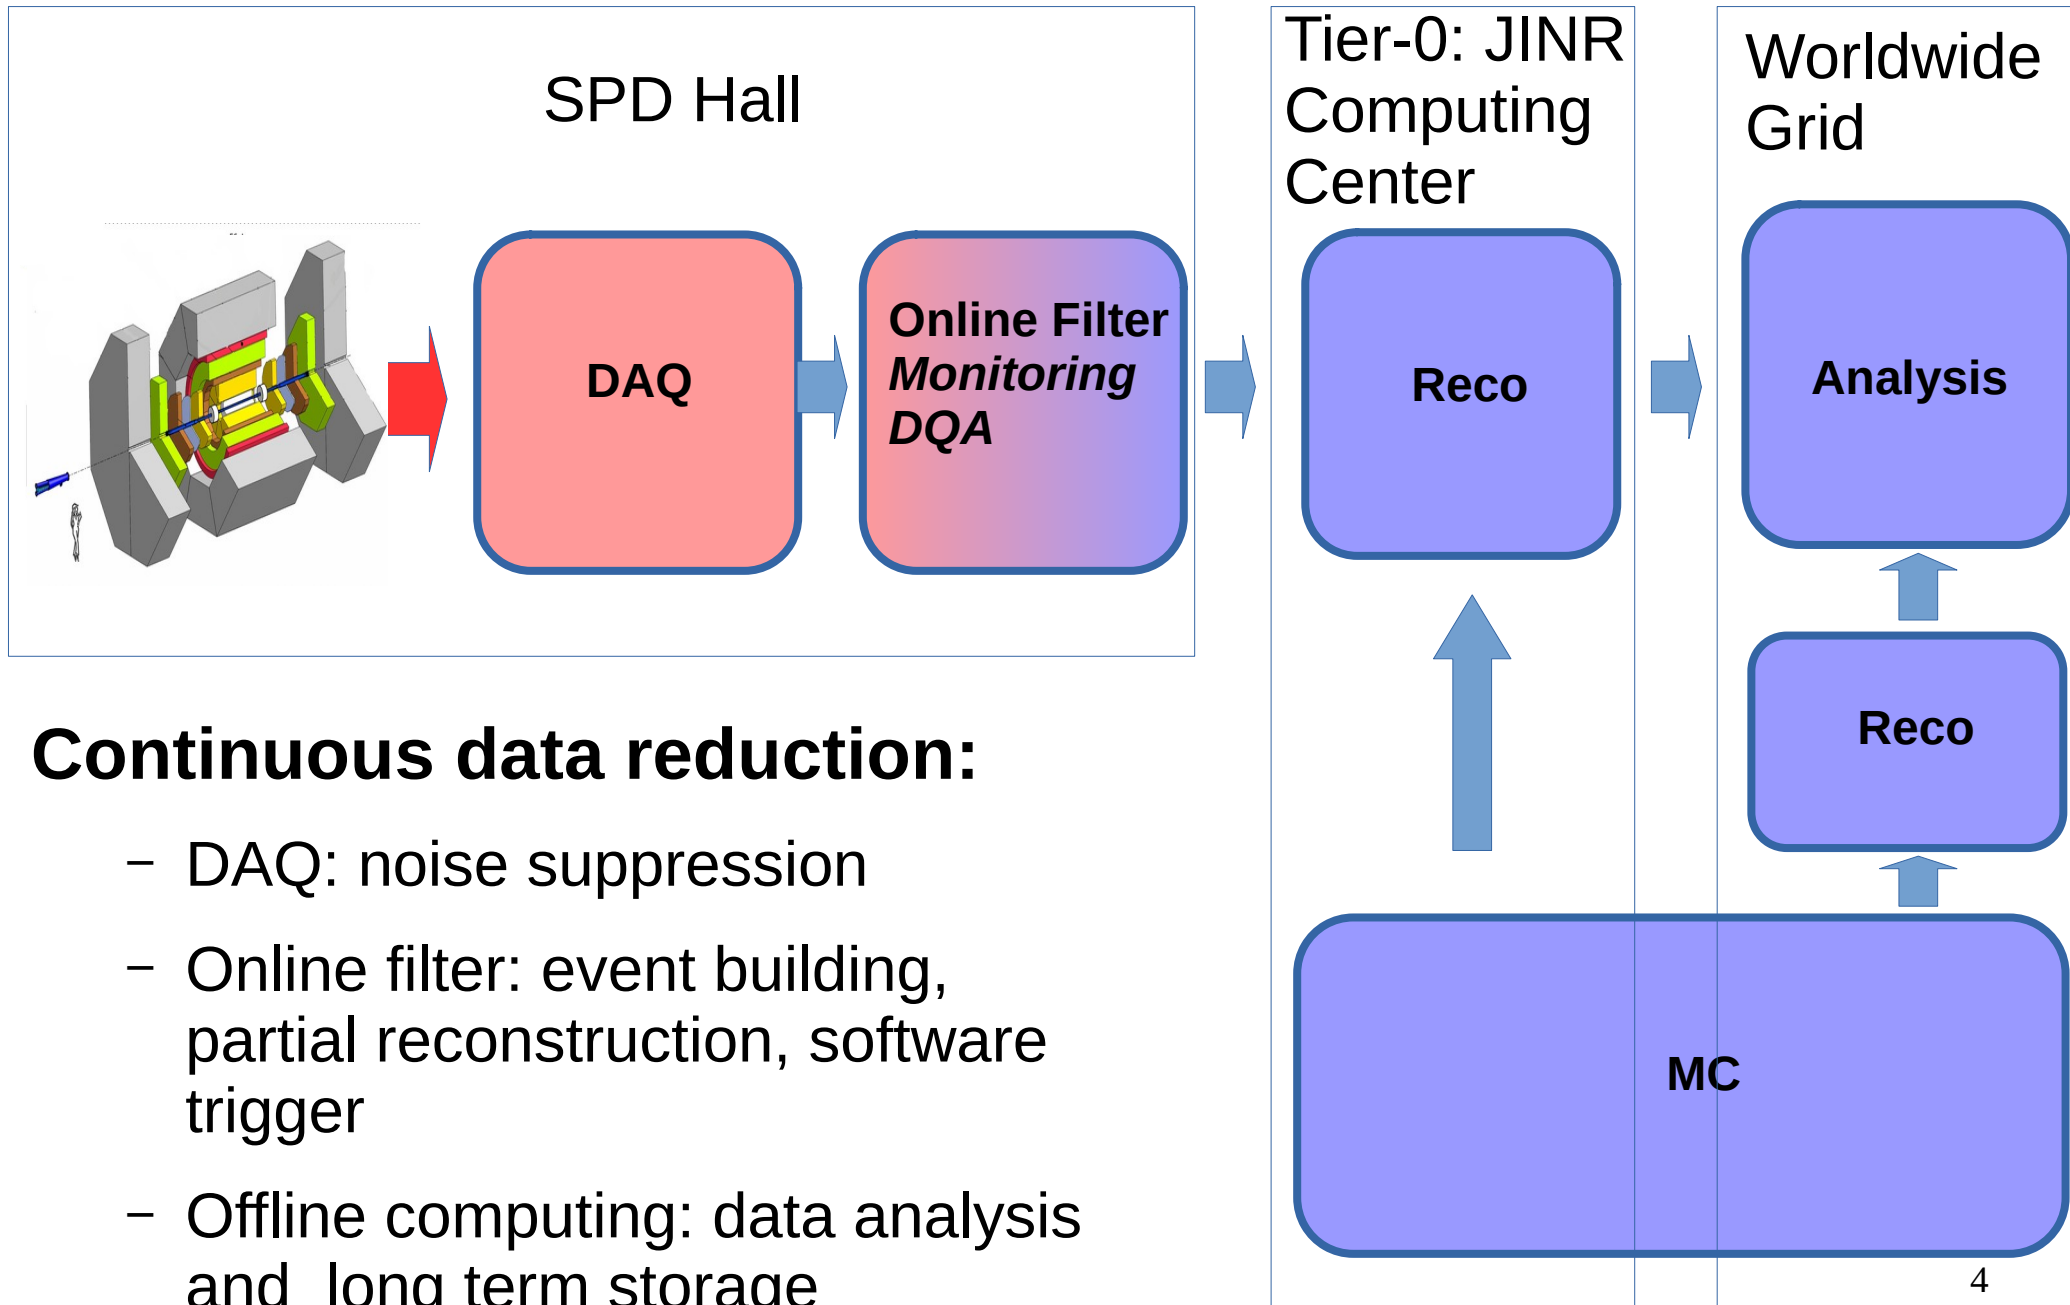 SPD Hall
Tier-0: JINR
Computing
Center
Worldwide
Grid
DAQ
Online Filter
Monitoring
DQA
Reco
Analysis
Reco
MC
Continuous data reduction:
– DAQ: noise suppression
– Online filter: event building,
partial reconstruction, software
trigger
– Offline computing: data analysis
and long term storage
4